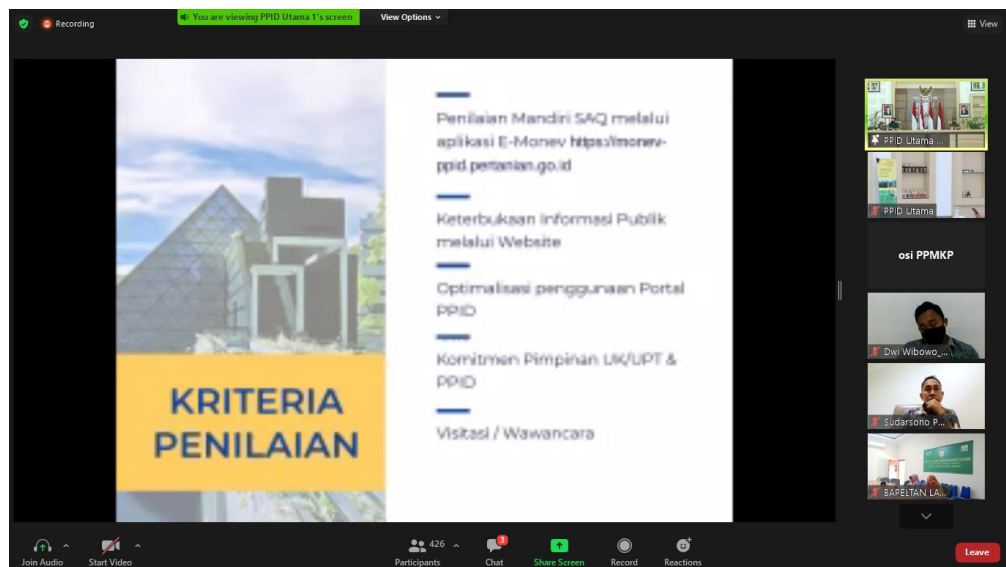 Recording
You are viewing PPID Utama 1's screen
View Options
View
Penilaian Mandiri SAQ melalui
aplikasi E-Monev https://monev-
ppid.pertanian.go.id
Keterbukaan Informasi Publik
melalui Website
Optimalisasi penggunaan Portal
PPID
Komitmen Pimpinan UK/UPT &
PPID
Visitasi / Wawancara
KRITERIA
PENILAIAN
PPID Utama ...
PPID Utama
osi PPMKP
Dwi Wibowo_...
Sudarsono P...
BAPELTAN LA...
Join Audio
Start Video
426
Participants
3
Chat
Share Screen
Record
Reactions
Leave